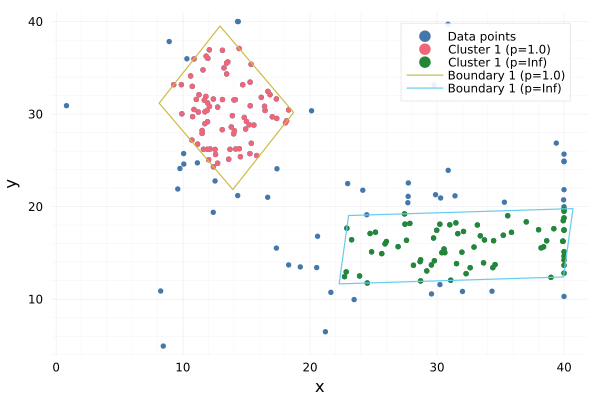 40
30
20
10
y
0
10
20
30
40
x
Data points
Cluster 1 (p=1.0)
Cluster 1 (p=Inf)
Boundary 1 (p=1.0)
Boundary 1 (p=Inf)